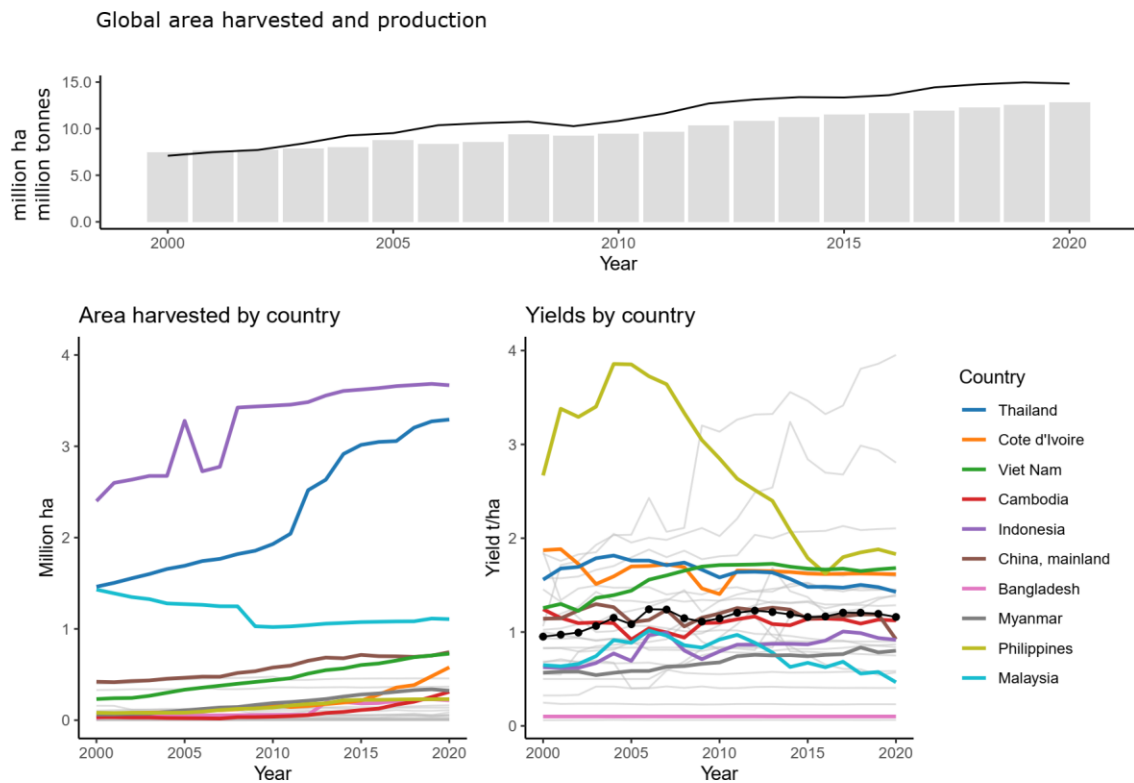 Global area harvested and production
million ha
million tonnes
15.0
10.0
5.0
0.0
2000 2005 2010 2015 2020
Year
Area harvested by country
Million ha
4
3
2
1
0
2000 2005 2010 2015 2020
Year
Yields by country
Yield t/ha
4
3
2
1
0
2000 2005 2010 2015 2020
Year
Country
Thailand
Cote d'Ivoire
Viet Nam
Cambodia
Indonesia
China, mainland
Bangladesh
Myanmar
Philippines
Malaysia